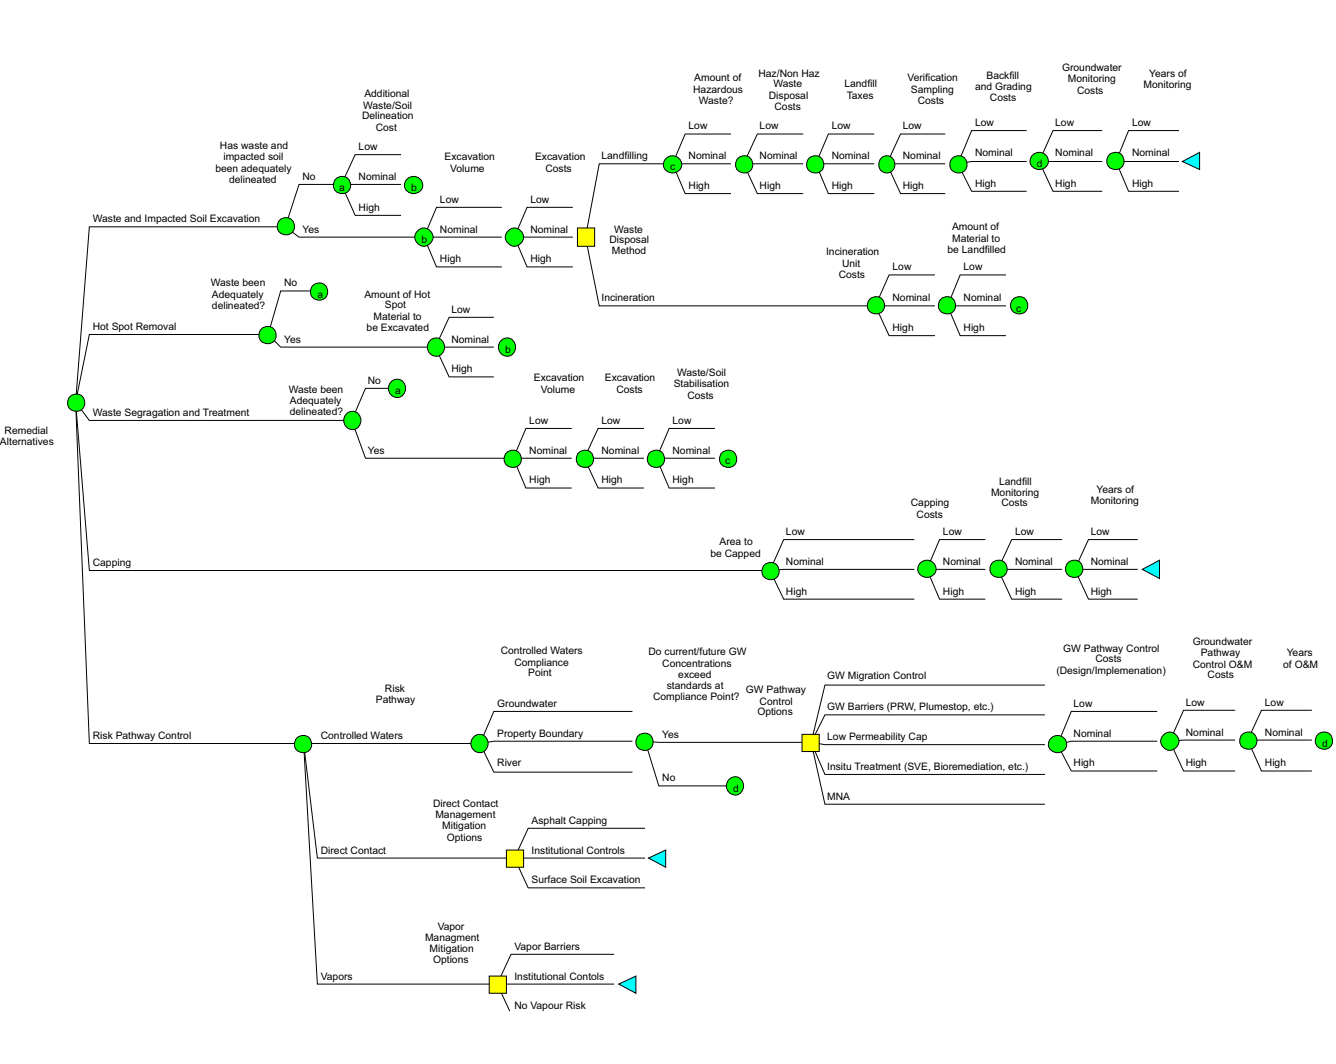 Amount of
Hazardous
Waste?
Haz/Non Haz
Waste
Disposal
Costs
Landfill
Taxes
Verification
Sampling
Costs
Backfill
and Grading
Costs
Groundwater
Monitoring
Costs
Years of
Monitoring
Additional
Waste/Soil
Delineation
Cost
Has waste and
impacted soil
been adequately
delineated
Excavation
Volume
Excavation
Costs
Low
Low
Low
Low
Low
Low
Low
Landfilling
c
Nominal
Nominal
Nominal
Nominal
Nominal
d
Nominal
Nominal
High
High
High
High
High
High
High
Low
No
a
Nominal
b
High
Waste and Impacted Soil Excavation
Yes
Low
b
Nominal
High
Low
Nominal
High
Waste
Disposal
Method
Incineration
Incineration
Unit
Costs
Amount of
Material to
be Landfilled
Low
Nominal
High
Low
Nominal
High
c
Waste been
Adequately
delineated?
No
a
Hot Spot Removal
Yes
Amount of Hot
Spot
Material to
be Excavated
Low
Nominal
High
b
Waste been
Adequately
delineated?
No
a
Waste Segragation and Treatment
Yes
Excavation
Volume
Excavation
Costs
Waste/Soil
Stabilisation
Costs
Low
Low
Low
Nominal
Nominal
Nominal
c
High
High
High
Remedial
Alternatives
Capping
Area to
be Capped
Capping
Costs
Landfill
Monitoring
Costs
Years of
Monitoring
Low
Low
Low
Low
Nominal
Nominal
Nominal
Nominal
High
High
High
High
Risk Pathway Control
Risk
Pathway
Controlled Waters
Controlled Waters
Compliance
Point
Groundwater
Property Boundary
River
Do current/future GW
Concentrations
exceed
standards at
Compliance Point?
Yes
No
d
GW Pathway
Control
Options
GW Migration Control
GW Barriers (PRW, Plumestop, etc.)
Low Permeability Cap
Insitu Treatment (SVE, Bioremediation, etc.)
MNA
GW Pathway Control
Costs
(Design/Implemenation)
Groundwater
Pathway
Control O&M
Costs
Years
of O&M
Low
Low
Low
Nominal
Nominal
Nominal
d
High
High
High
Direct Contact
Direct Contact
Management
Mitigation
Options
Asphalt Capping
Institutional Controls
Surface Soil Excavation
Vapors
Vapor
Managment
Mitigation
Options
Vapor Barriers
Institutional Contols
No Vapour Risk